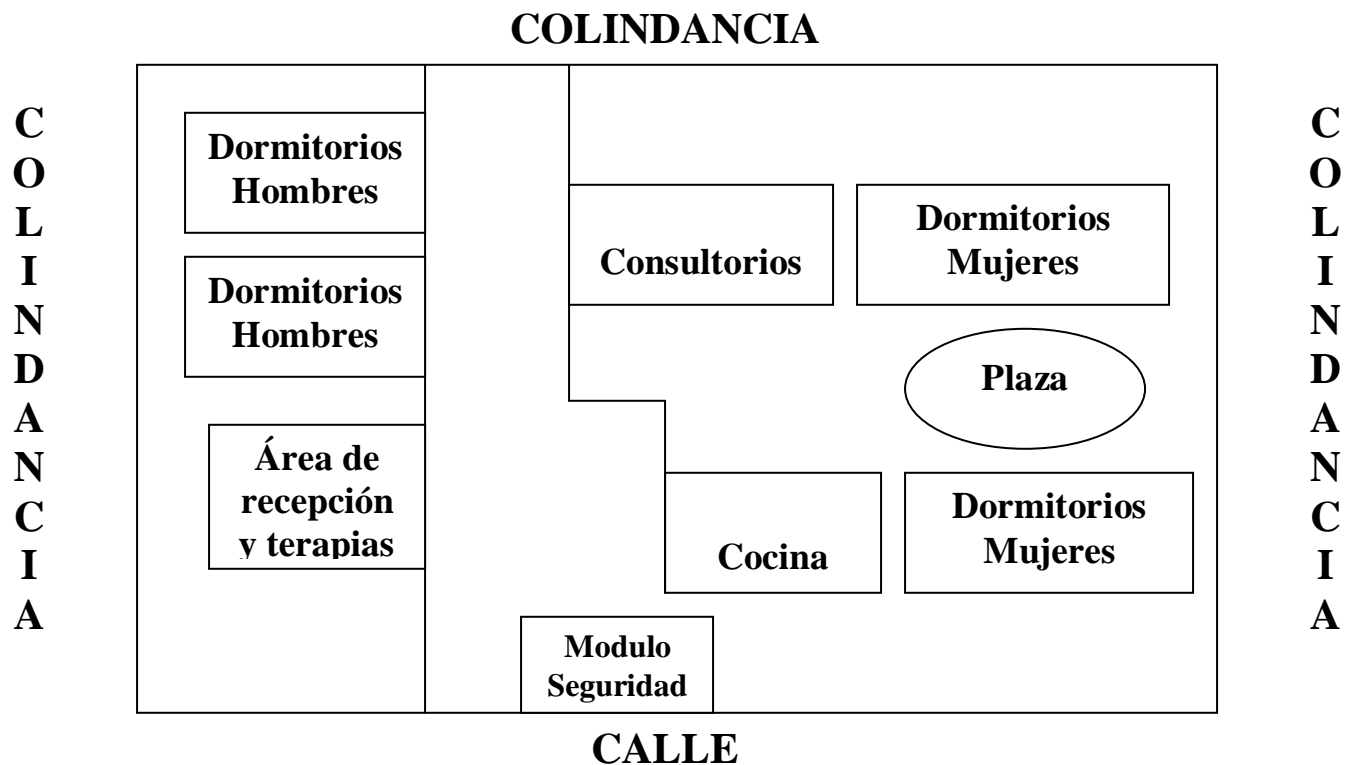 COLINDANCIA
C
O
L
I
N
D
A
N
C
I
A
Dormitorios
Hombres
Dormitorios
Hombres
Área de
recepción
y terapias
Consultorios
Dormitorios
Mujeres
Plaza
Cocina
Dormitorios
Mujeres
Modulo
Seguridad
C
O
L
I
N
D
A
N
C
I
A
CALLE